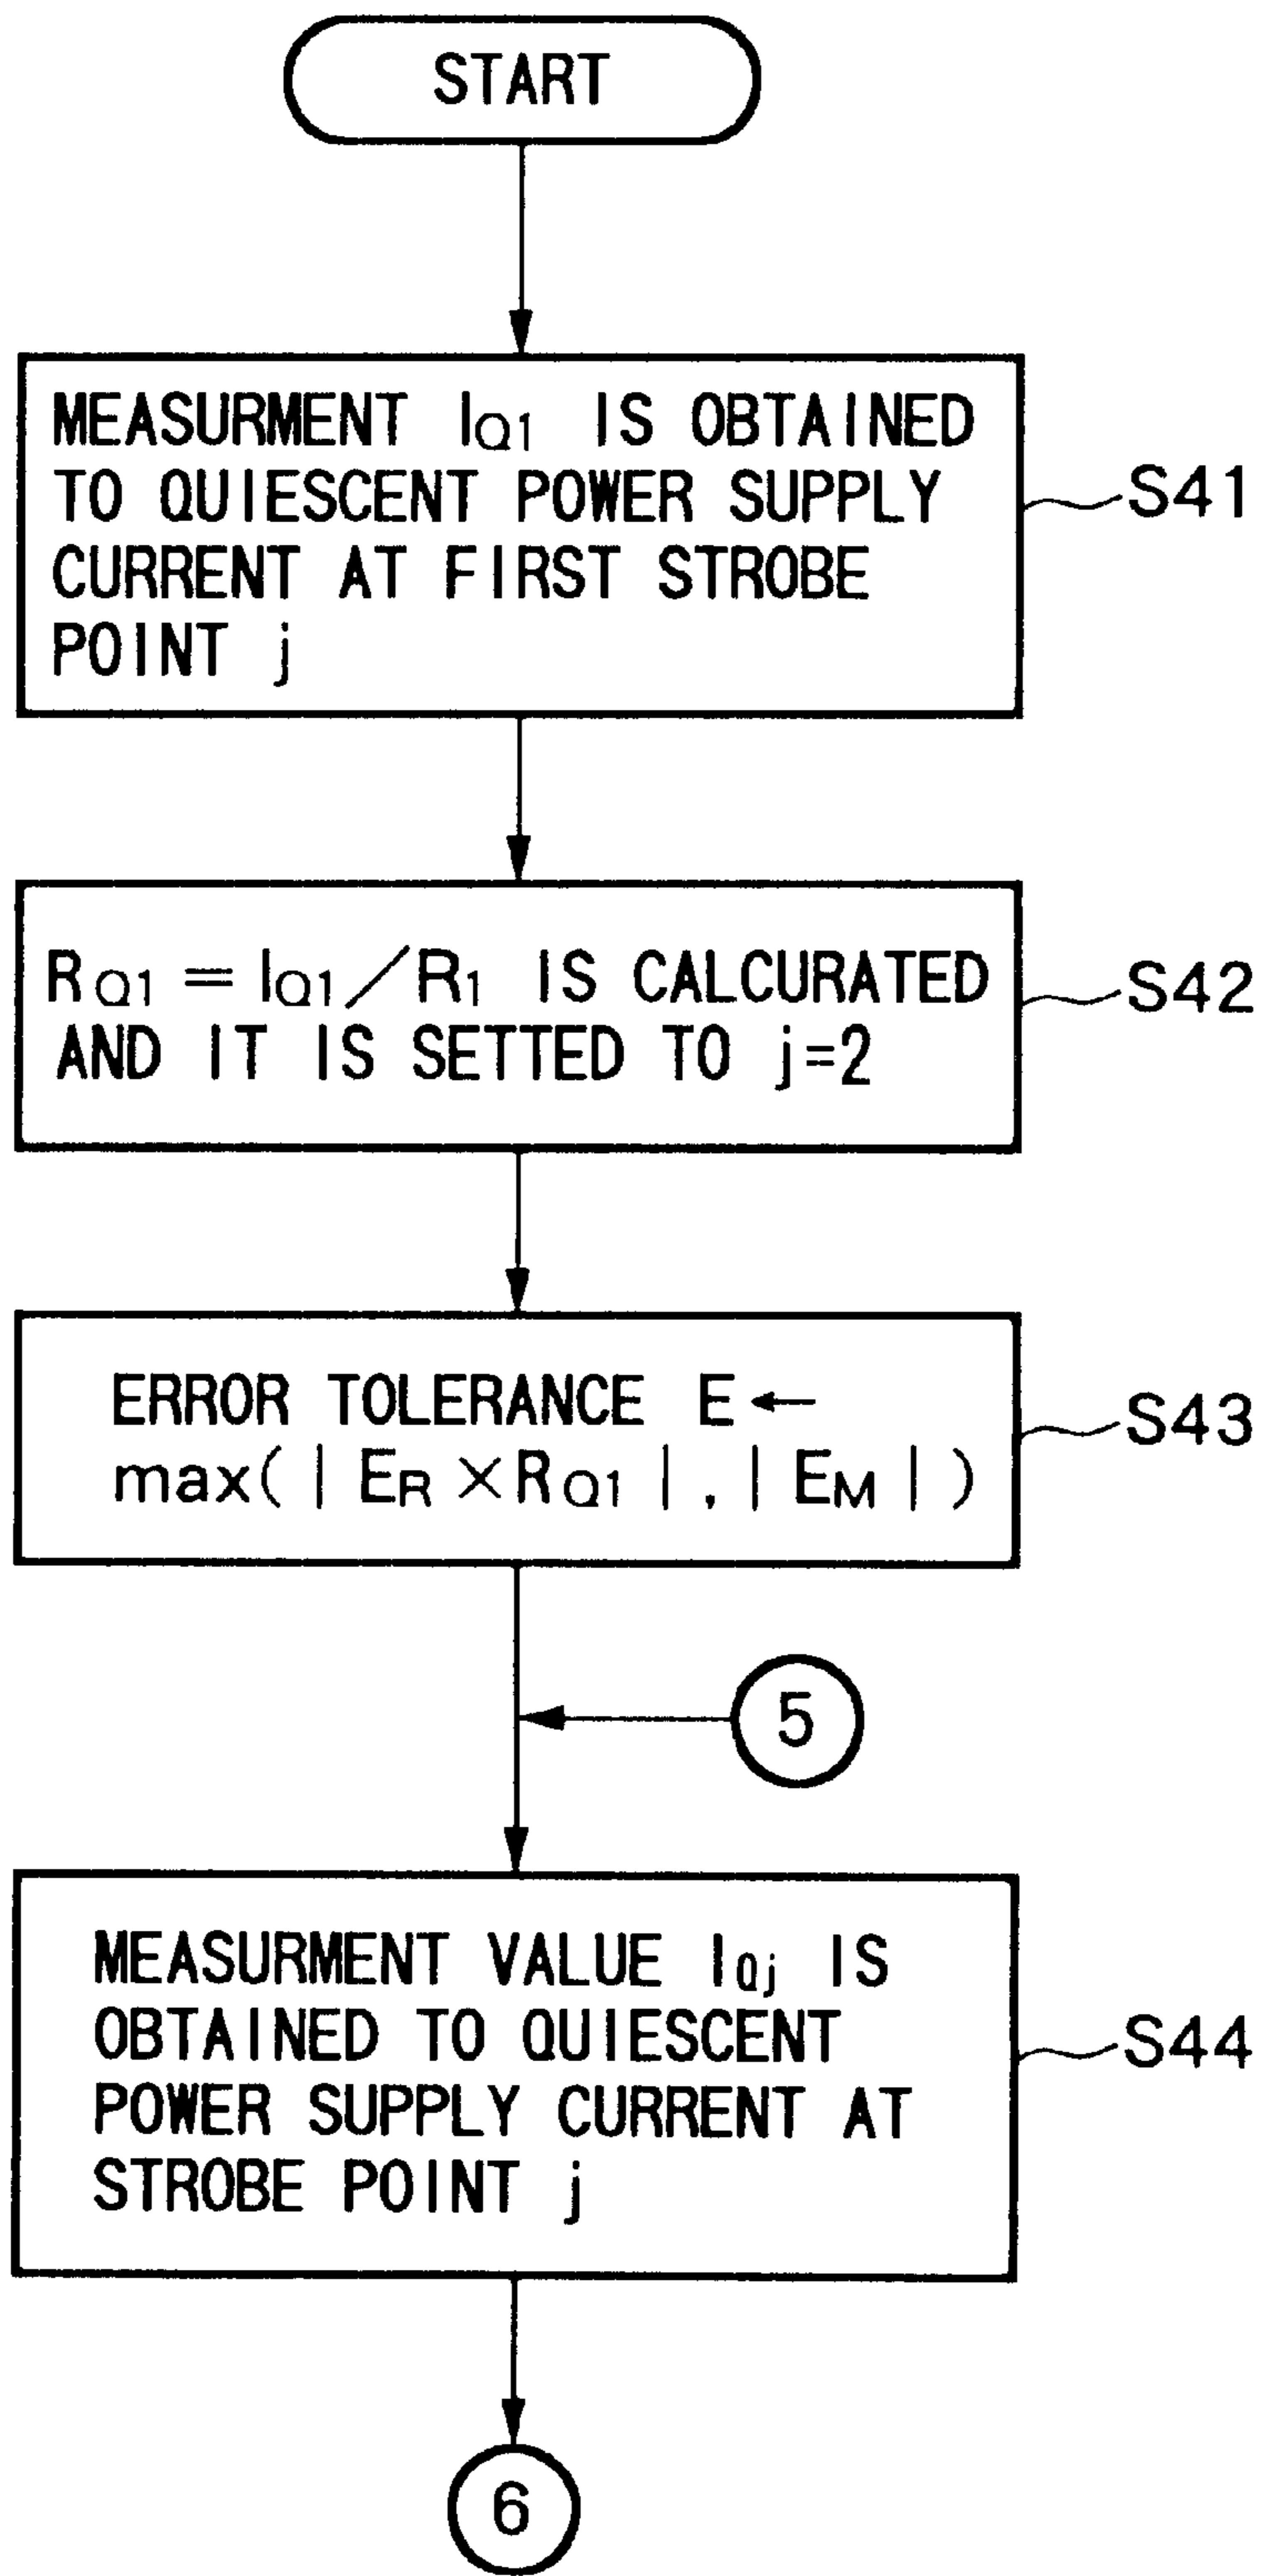 START
MEASURMENT IQ1 IS OBTAINED
TO QUIESCENT POWER SUPPLY
CURRENT AT FIRST STROBE
POINT j
S41
RQ1 = IQ1／R1 IS CALCURATED
AND IT IS SETTED TO j=2
S42
ERROR TOLERANCE E ←
max(|ER × RQ1|,|EM|)
S43
5
MEASURMENT VALUE IQj IS
OBTAINED TO QUIESCENT
POWER SUPPLY CURRENT AT
STROBE POINT j
S44
6